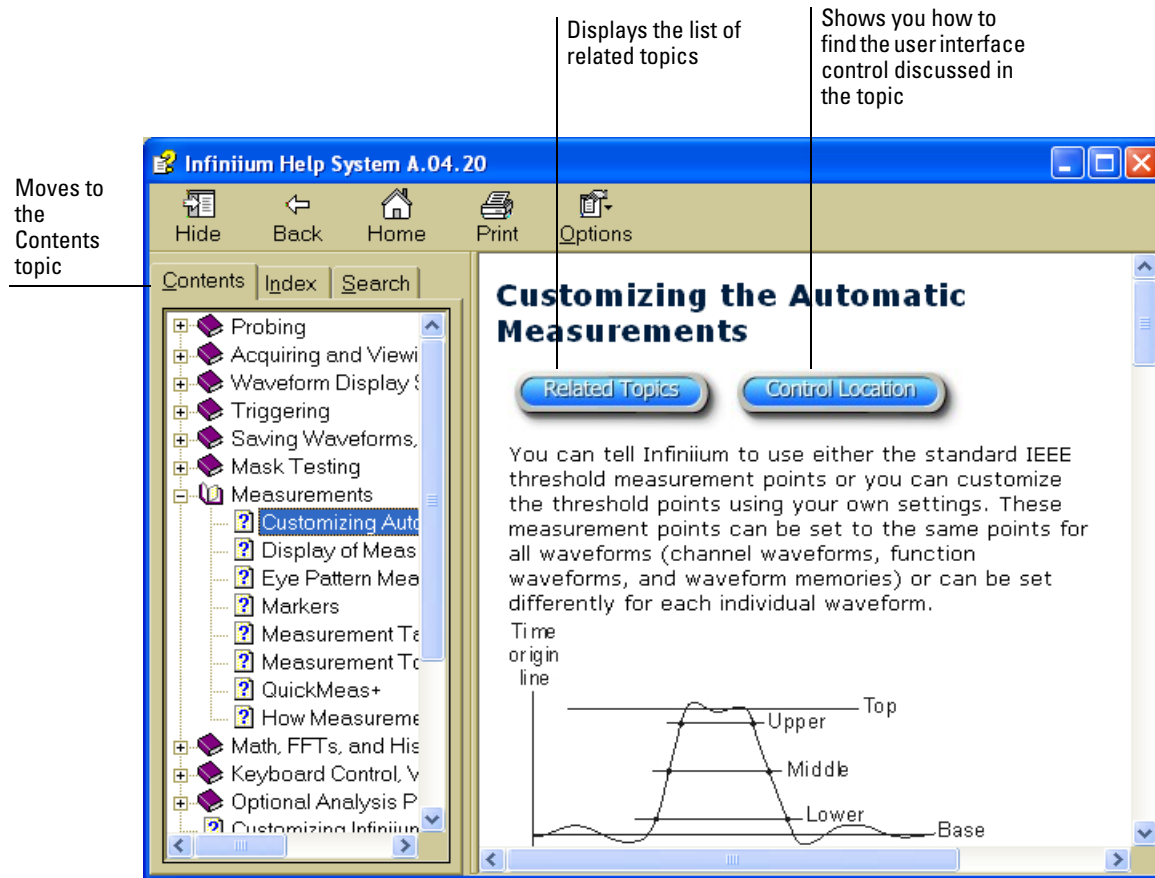 Displays the list of
related topics
Shows you how to
find the user interface
control discussed in
the topic
Moves to
the
Contents
topic
Infiniium Help System A.04.20
Hide Back Home Print Options
Contents Index Search
Probing
Acquiring and Viewi
Waveform Display
Triggering
Saving Waveforms,
Mask Testing
Measurements
Customizing Auto
Display of Meas
Eye Pattern Mea
Markers
Measurement Ta
Measurement To
QuickMeas+
How Measureme
Math, FFTs, and His
Keyboard Control, V
Optional Analysis P
Customizing Infiniium
Customizing the Automatic
Measurements
Related Topics Control Location
You can tell Infiniium to use either the standard IEEE
threshold measurement points or you can customize
the threshold points using your own settings. These
measurement points can be set to the same points for
all waveforms (channel waveforms, function
waveforms, and waveform memories) or can be set
differently for each individual waveform.
Time
origin
line
Top
Upper
Middle
Lower
Base